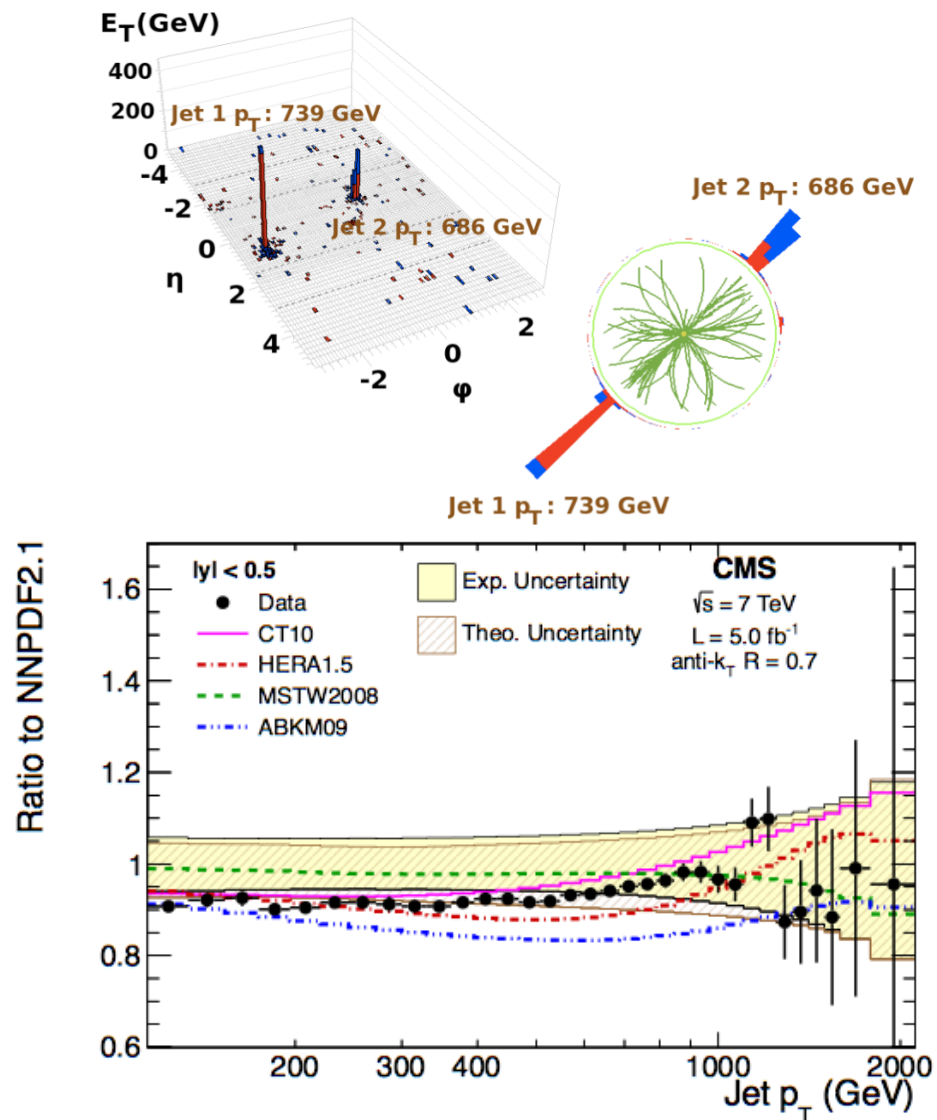 E_T(GeV)
400
200
0
Jet 1 p_T: 739 GeV
Jet 2 p_T: 686 GeV
-4
-2
0
2
4
η
-2
0
2
φ
Jet 2 p_T: 686 GeV
Jet 1 p_T: 739 GeV
Ratio to NNPDF2.1
1.6
1.4
1.2
1
0.8
0.6
|y| < 0.5
Data
CT10
HERA1.5
MSTW2008
ABKM09
Exp. Uncertainty
Theo. Uncertainty
CMS
√s = 7 TeV
L = 5.0 fb⁻¹
anti-k_T R = 0.7
200 300 400 1000 2000
Jet p_T (GeV)